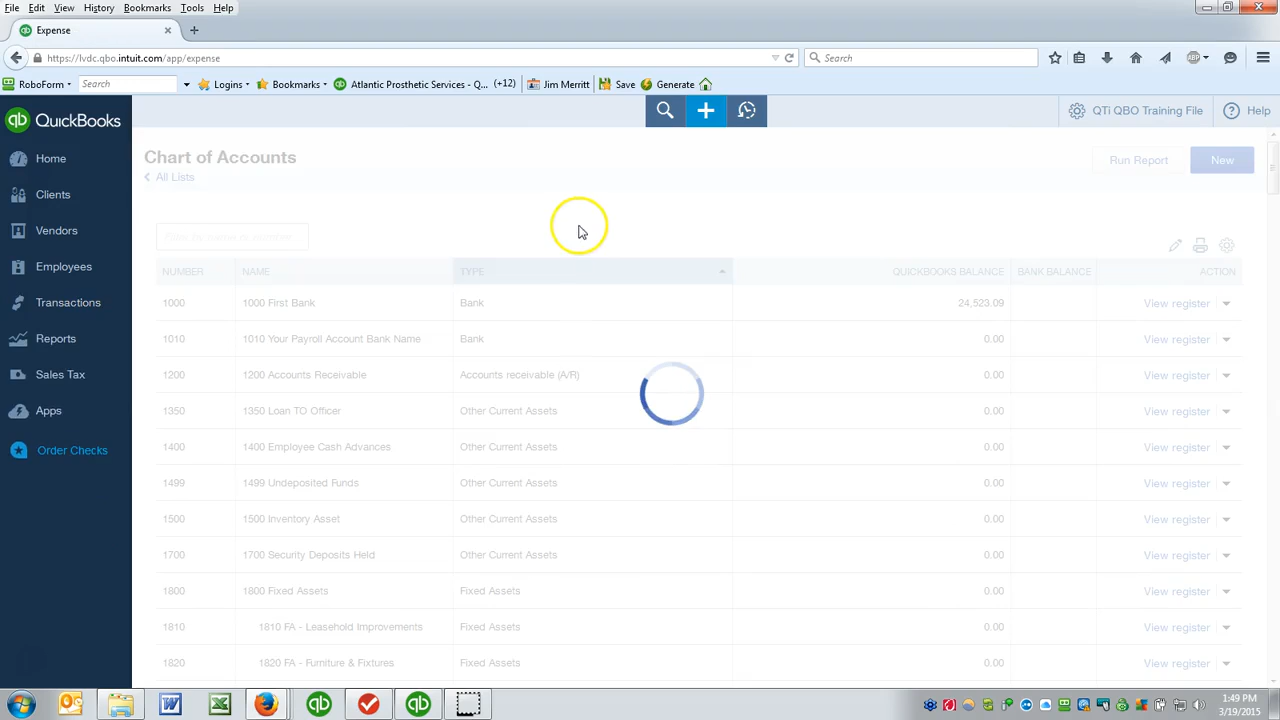 File Edit View History Bookmarks Tools Help
Expense
https://lvdc.qbo.intuit.com/app/expense
Search
RoboForm Search Logins Bookmarks Atlantic Prosthetic Services - Q... (+12) Jim Merritt Save Generate
QuickBooks
QTi QBO Training File
Help
Home
Clients
Vendors
Employees
Transactions
Reports
Sales Tax
Apps
Order Checks
Chart of Accounts
All Lists
Run Report New
NUMBER NAME TYPE QUICKBOOKS BALANCE BANK BALANCE ACTION
1000 1000 First Bank Bank 24,523.09 View register
1010 1010 Your Payroll Account Bank Name Bank 0.00 View register
1200 1200 Accounts Receivable Accounts receivable (A/R) 0.00 View register
1350 1350 Loan TO Officer Other Current Assets 0.00 View register
1400 1400 Employee Cash Advances Other Current Assets 0.00 View register
1499 1499 Undeposited Funds Other Current Assets 0.00 View register
1500 1500 Inventory Asset Other Current Assets 0.00 View register
1700 1700 Security Deposits Held Other Current Assets 0.00 View register
1800 1800 Fixed Assets Fixed Assets 0.00 View register
1810 1810 FA - Leasehold Improvements Fixed Assets 0.00 View register
1820 1820 FA - Furniture & Fixtures Fixed Assets 0.00 View register
1:49 PM
3/19/2015